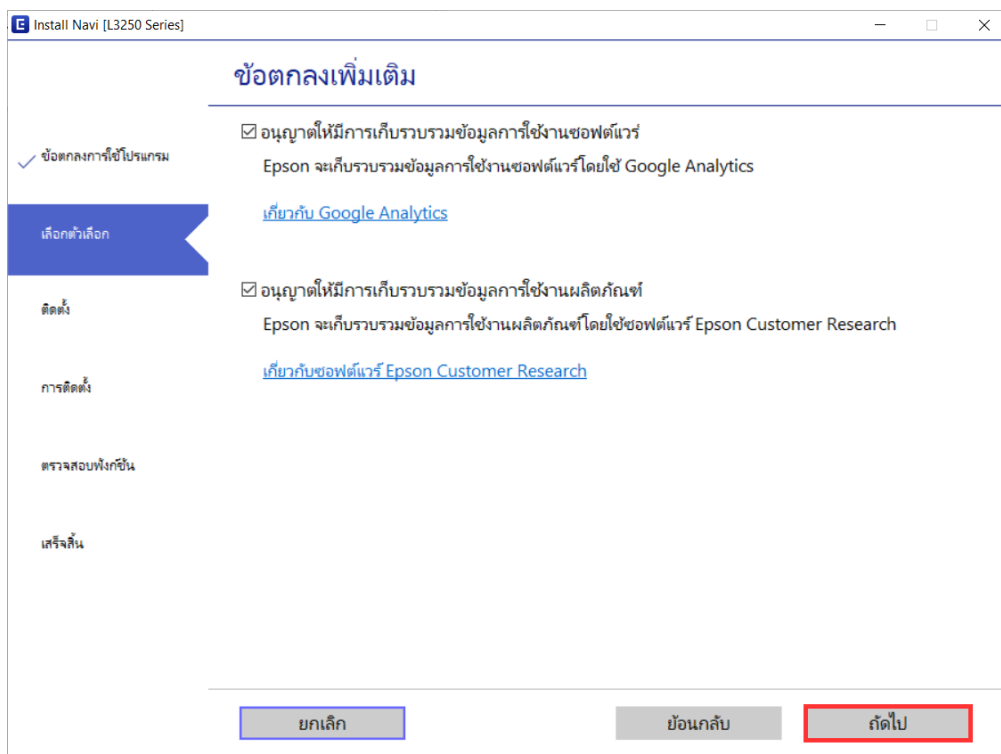 Install Navi [L3250 Series]
ข้อตกลงเพิ่มเติม
ข้อตกลงการใช้โปรแกรม
เลือกตัวเลือก
ติดตั้ง
การติดตั้ง
ตรวจสอบฟังก์ชัน
เสร็จสิ้น
อนุญาตให้มีการเก็บรวบรวมข้อมูลการใช้งานซอฟต์แวร์
Epson จะเก็บรวบรวมข้อมูลการใช้งานซอฟต์แวร์โดยใช้ Google Analytics
เกี่ยวกับ Google Analytics
อนุญาตให้มีการเก็บรวบรวมข้อมูลการใช้งานผลิตภัณฑ์
Epson จะเก็บรวบรวมข้อมูลการใช้งานผลิตภัณฑ์โดยใช้ซอฟต์แวร์ Epson Customer Research
เกี่ยวกับซอฟต์แวร์ Epson Customer Research
ยกเลิก
ย้อนกลับ
ถัดไป